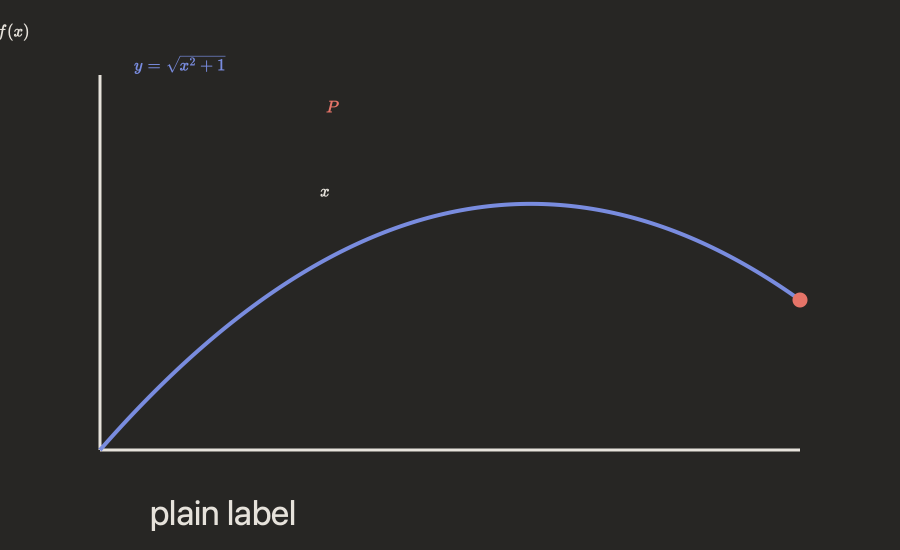 f(x)
y = √(x² + 1)
P
x
plain label